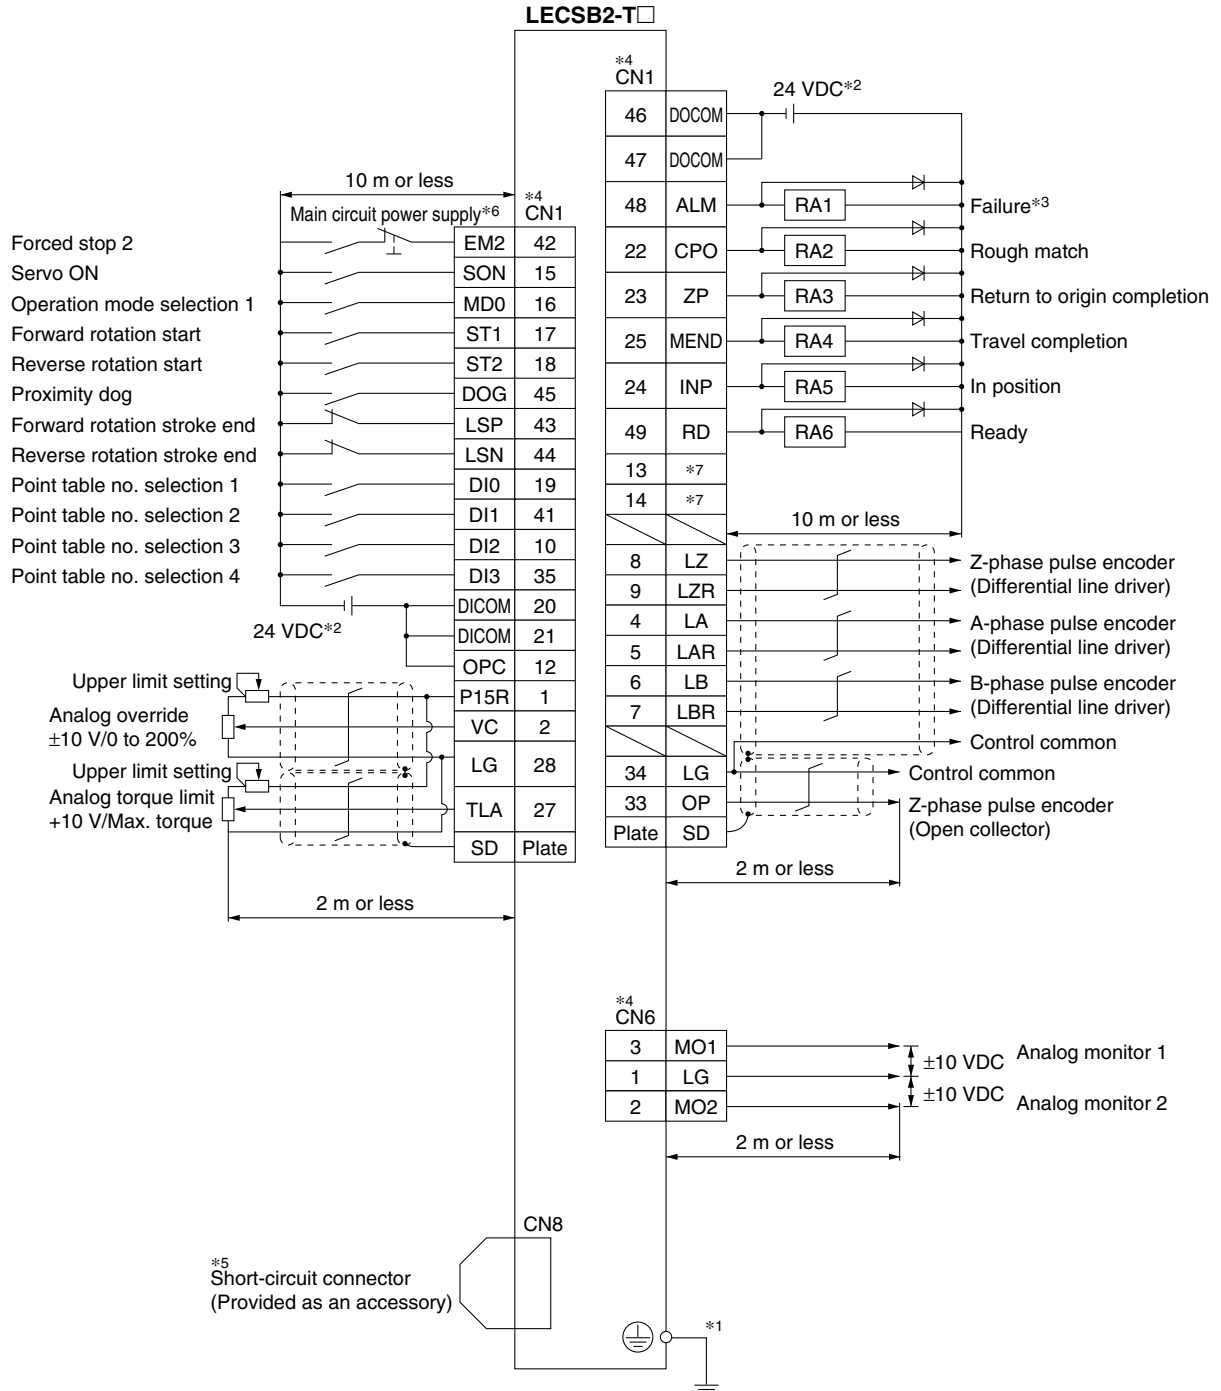 LECSB2-T□
*4
CN1
24 VDC*2
46 DOCOM
47 DOCOM
48 ALM RA1 Failure*3
22 CPO RA2 Rough match
23 ZP RA3 Return to origin completion
25 MEND RA4 Travel completion
24 INP RA5 In position
49 RD RA6 Ready
13 *7
14 *7
10 m or less
8 LZ Z-phase pulse encoder
9 LZR (Differential line driver)
4 LA A-phase pulse encoder
5 LAR (Differential line driver)
6 LB B-phase pulse encoder
7 LBR (Differential line driver)
Control common
34 LG Control common
33 OP Z-phase pulse encoder
(Open collector)
Plate SD
2 m or less
10 m or less
*4
CN1
Main circuit power supply*6
Forced stop 2 EM2 42
Servo ON SON 15
Operation mode selection 1 MD0 16
Forward rotation start ST1 17
Reverse rotation start ST2 18
Proximity dog DOG 45
Forward rotation stroke end LSP 43
Reverse rotation stroke end LSN 44
Point table no. selection 1 DI0 19
Point table no. selection 2 DI1 41
Point table no. selection 3 DI2 10
Point table no. selection 4 DI3 35
DICOM 20
24 VDC*2
DICOM 21
OPC 12
Upper limit setting P15R 1
Analog override
±10 V/0 to 200%
VC 2
LG 28
Upper limit setting
Analog torque limit
+10 V/Max. torque
TLA 27
SD Plate
2 m or less
*4
CN6
3 MO1 Analog monitor 1
±10 VDC
1 LG
±10 VDC
2 MO2 Analog monitor 2
2 m or less
CN8
*5
Short-circuit connector
(Provided as an accessory)
*1